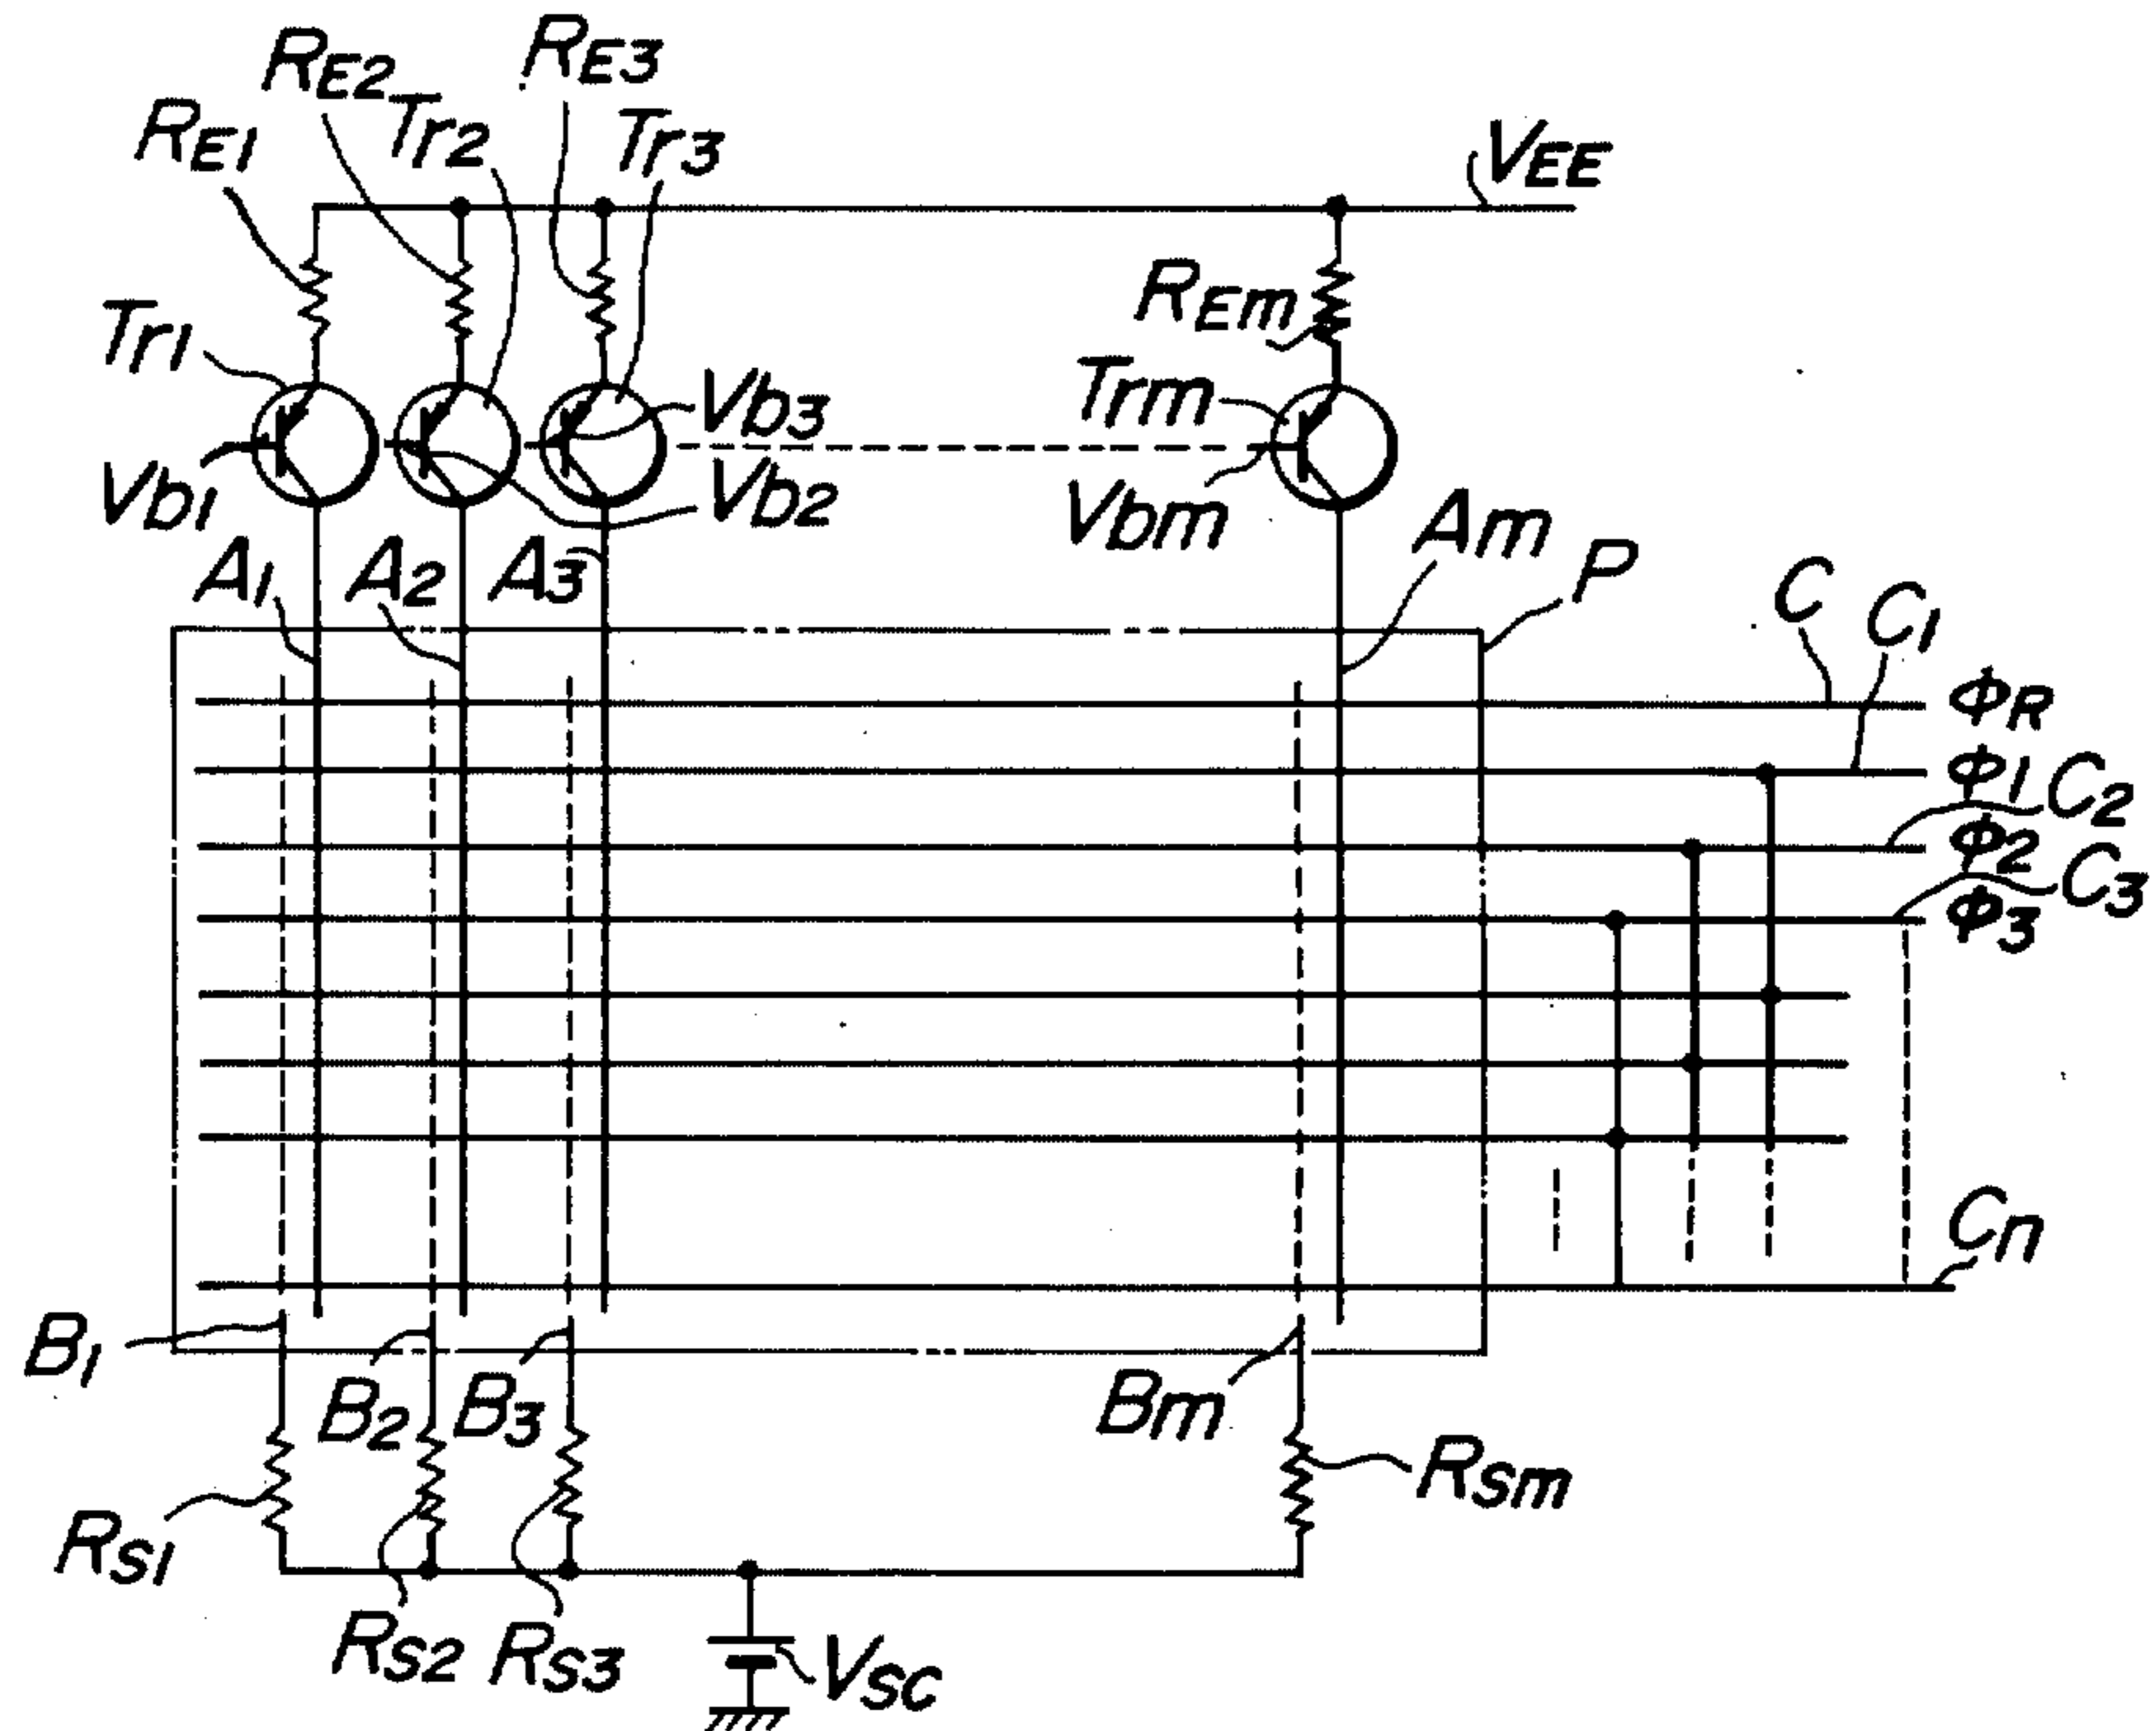 RE1
RE2
Tr2
RE3
Tr3
VEE
Tr1
REm
Vb3
Trm
Vb1
Vb2
Vbm
A1
A2
A3
Am
P
C
C1
ΦR
Φ1
C2
Φ2
C3
Φ3
Cn
B1
B2
B3
Bm
RS1
RS2
RS3
RSm
VSC